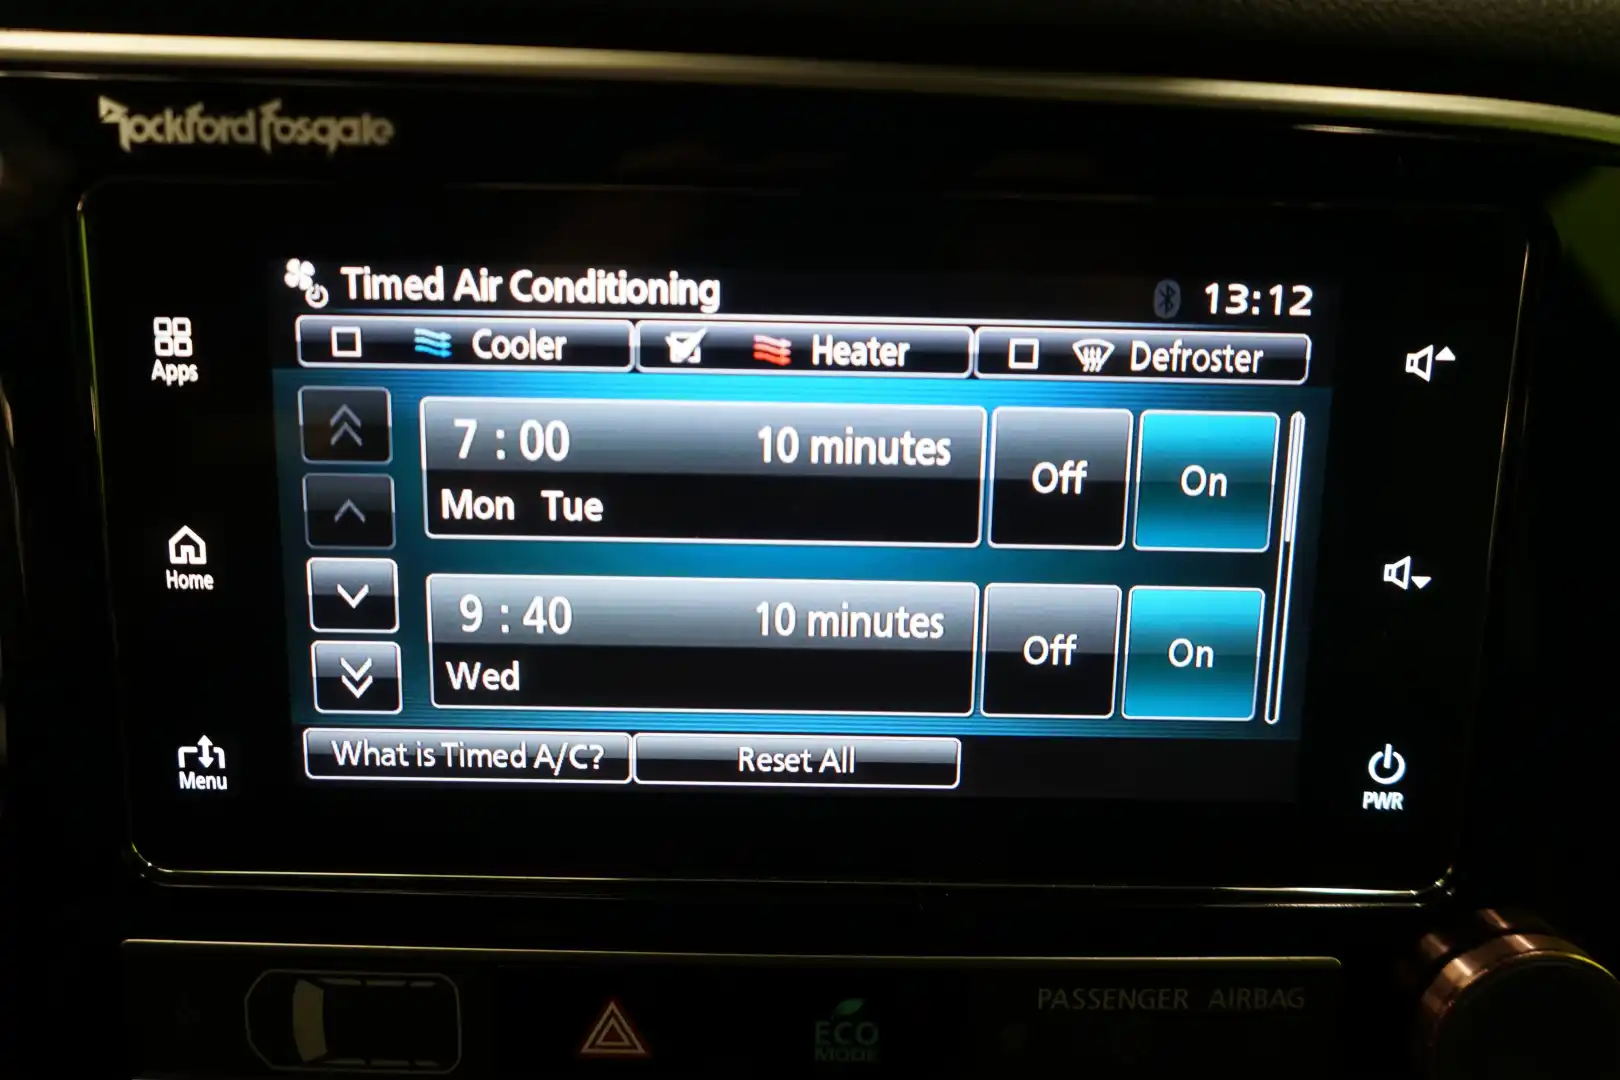 Rockford Fosgate
Timed Air Conditioning 13:12
Cooler Heater Defroster
Apps
7 : 00 10 minutes Off On
Mon Tue
Home
9 : 40 10 minutes Off On
Wed
What is Timed A/C? Reset All
Menu
PWR
PASSENGER AIRBAG
ECO
MODE